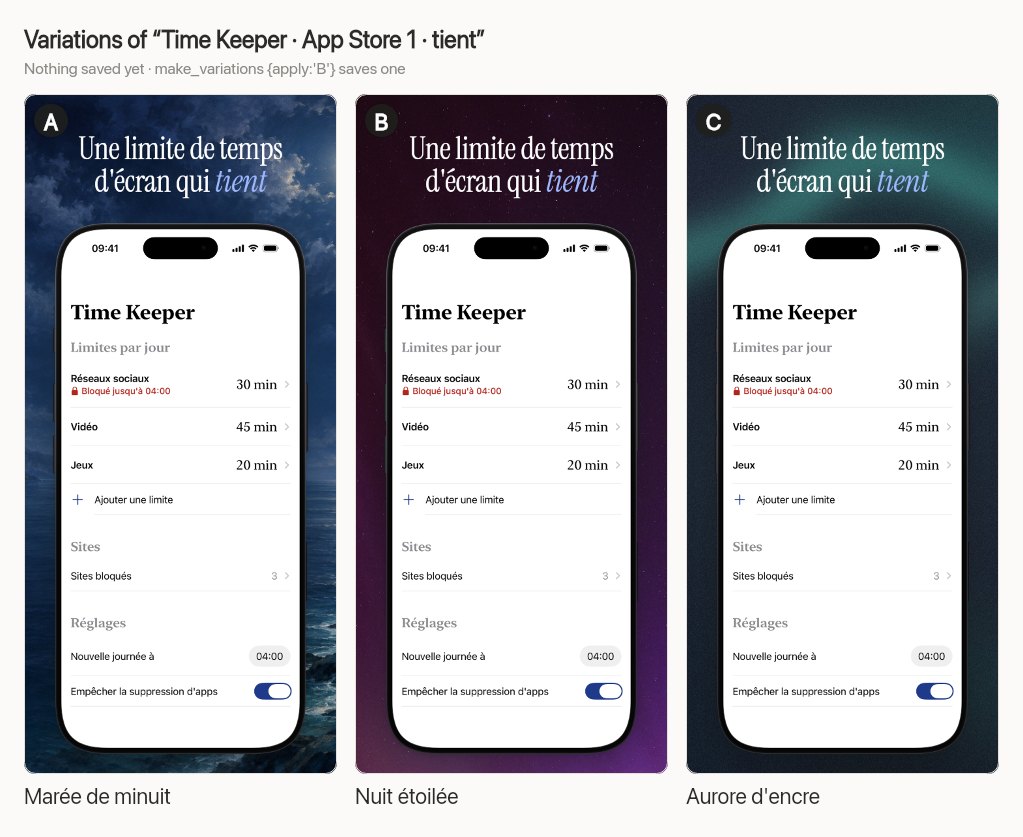 Variations of “Time Keeper · App Store 1 · tient”
Nothing saved yet · make_variations {apply:'B'} saves one
A
Une limite de temps
d'écran qui tient
09:41
Time Keeper
Limites par jour
Réseaux sociaux
Bloqué jusqu'à 04:00
30 min
Vidéo
45 min
Jeux
20 min
Ajouter une limite
Sites
Sites bloqués
3
Réglages
Nouvelle journée à
04:00
Empêcher la suppression d'apps
Marée de minuit
B
Une limite de temps
d'écran qui tient
09:41
Time Keeper
Limites par jour
Réseaux sociaux
Bloqué jusqu'à 04:00
30 min
Vidéo
45 min
Jeux
20 min
Ajouter une limite
Sites
Sites bloqués
3
Réglages
Nouvelle journée à
04:00
Empêcher la suppression d'apps
Nuit étoilée
C
Une limite de temps
d'écran qui tient
09:41
Time Keeper
Limites par jour
Réseaux sociaux
Bloqué jusqu'à 04:00
30 min
Vidéo
45 min
Jeux
20 min
Ajouter une limite
Sites
Sites bloqués
3
Réglages
Nouvelle journée à
04:00
Empêcher la suppression d'apps
Aurore d'encre